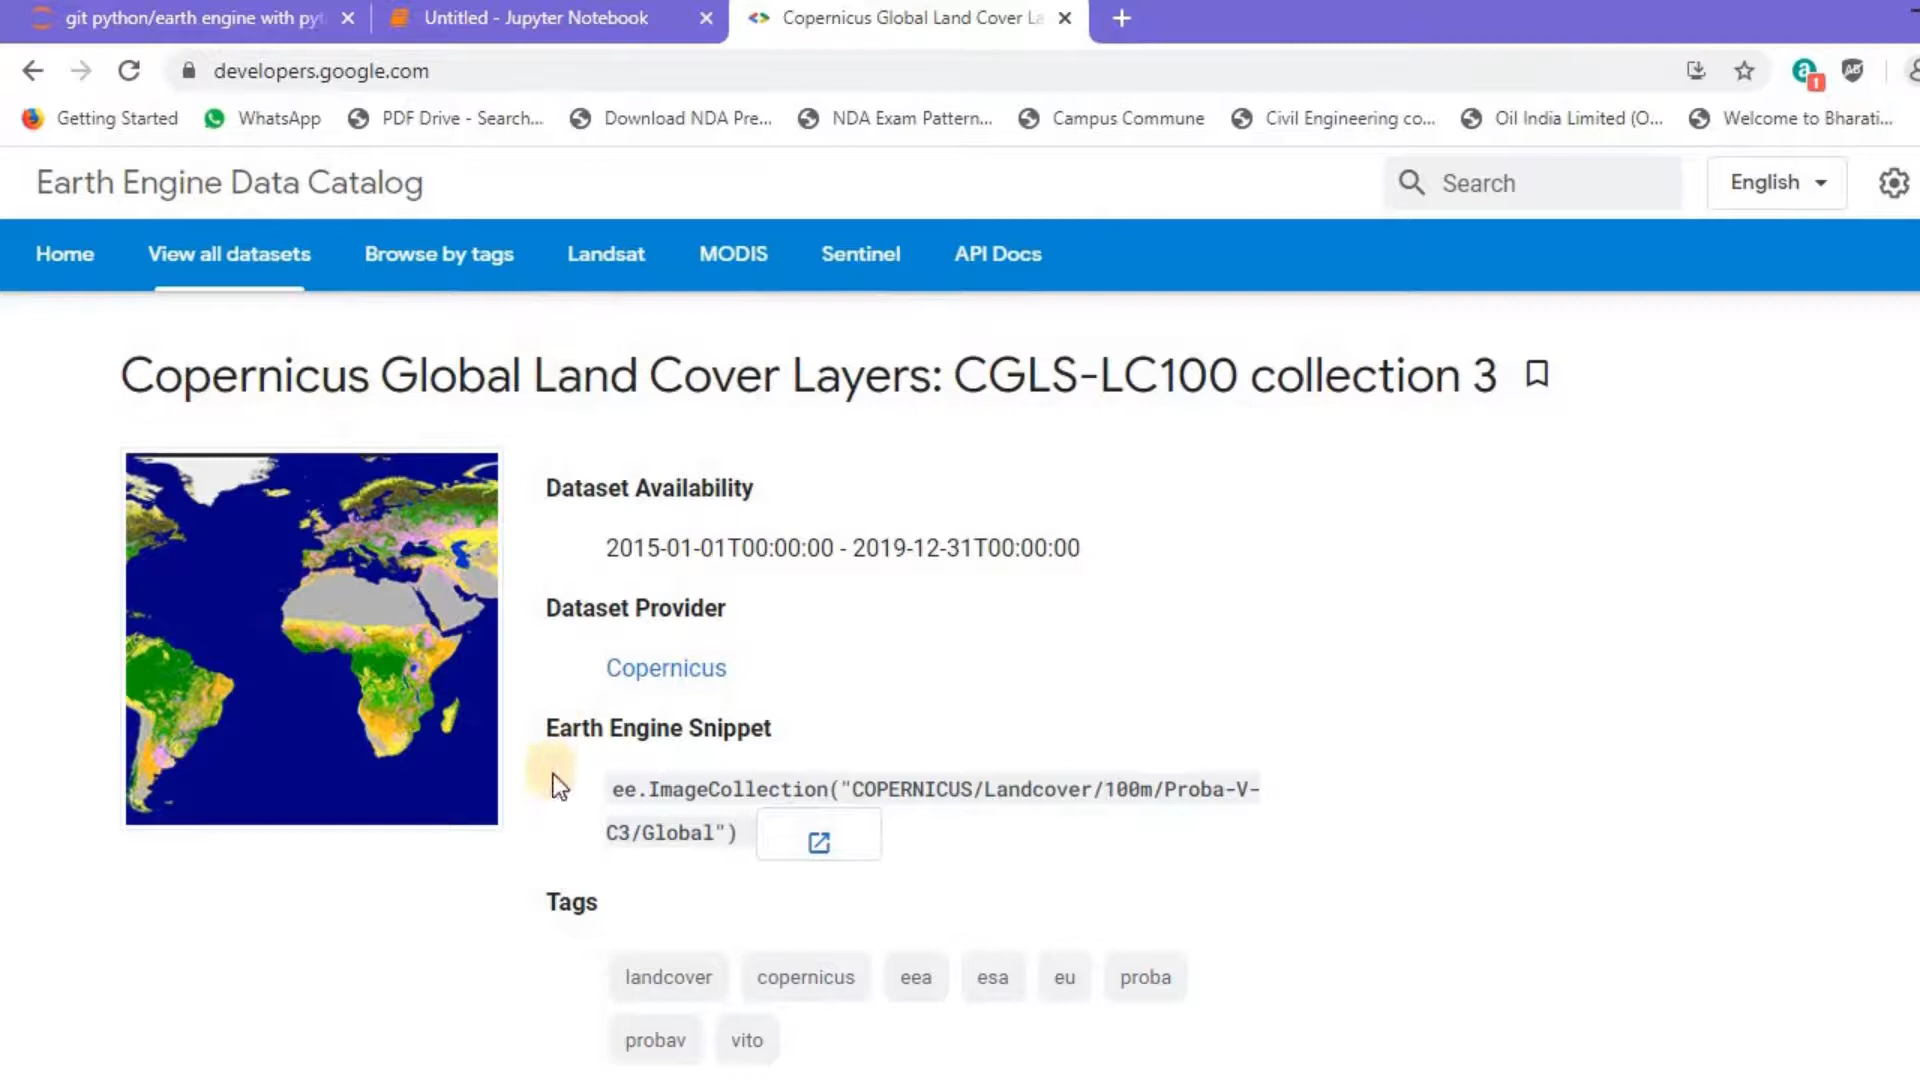 git python/earth engine with pyt
Untitled - Jupyter Notebook
Copernicus Global Land Cover La
developers.google.com
a
1
AB
Getting Started
WhatsApp
PDF Drive - Search...
Download NDA Pre...
NDA Exam Pattern...
Campus Commune
Civil Engineering co...
Oil India Limited (O...
Welcome to Bharati...
Earth Engine Data Catalog
Search
English
Home
View all datasets
Browse by tags
Landsat
MODIS
Sentinel
API Docs
Copernicus Global Land Cover Layers: CGLS-LC100 collection 3
Dataset Availability
2015-01-01T00:00:00 - 2019-12-31T00:00:00
Dataset Provider
Copernicus
Earth Engine Snippet
ee.ImageCollection("COPERNICUS/Landcover/100m/Proba-V-
C3/Global")
Tags
landcover
copernicus
eea
esa
eu
proba
probav
vito